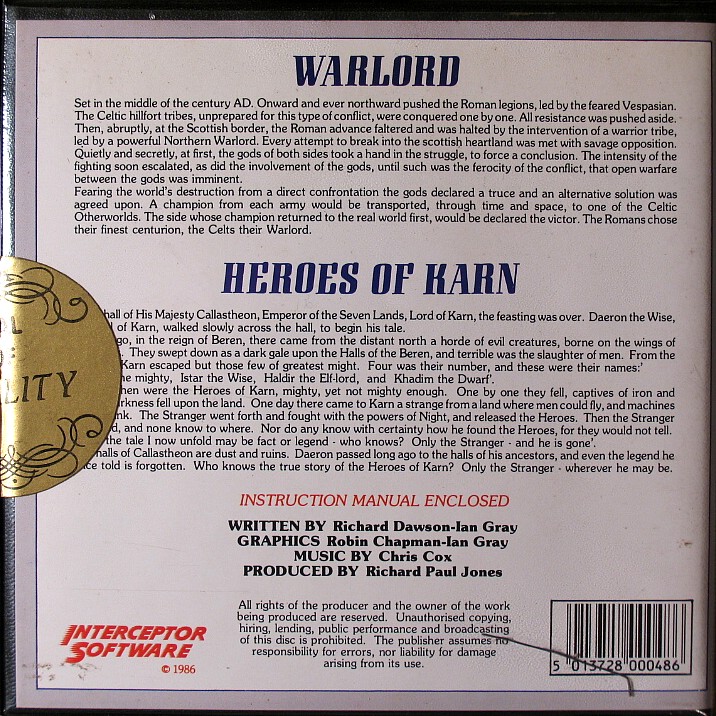 WARLORD
Set in the middle of the century AD. Onward and ever northward pushed the Roman legions, led by the feared Vespasian.
The Celtic hillfort tribes, unprepared for this type of conflict, were conquered one by one. All resistance was pushed aside.
Then, abruptly, at the Scottish border, the Roman advance faltered and was halted by the intervention of a warrior tribe,
led by a powerful Northern Warlord. Every attempt to break into the scottish heartland was met with savage opposition.
Quietly and secretly, at first, the gods of both sides took a hand in the struggle, to force a conclusion. The intensity of the
fighting soon escalated, as did the involvement of the gods, until such was the ferocity of the conflict, that open warfare
between the gods was imminent.
Fearing the world's destruction from a direct confrontation the gods declared a truce and an alternative solution was
agreed upon. A champion from each army would be transported, through time and space, to one of the Celtic
Otherworlds. The side whose champion returned to the real world first, would be declared the victor. The Romans chose
their finest centurion, the Celts their Warlord.
HEROES OF KARN
hall of His Majesty Callastheon, Emperor of the Seven Lands, Lord of Karn, the feasting was over. Daeron the Wise,
of Karn, walked slowly across the hall, to begin his tale.
go, in the reign of Beren, there came from the distant north a horde of evil creatures, borne on the wings of
They swept down as a dark gale upon the Halls of the Beren, and terrible was the slaughter of men. From the
Karn escaped but those few of greatest might. Four was their number, and these were their names:'
he mighty, Istar the Wise, Haldir the Elf-lord, and Khadim the Dwarf'.
hen were the Heroes of Karn, mighty, yet not mighty enough. One by one they fell, captives of iron and
rkness fell upon the land. One day there came to Karn a strange from a land where men could fly, and machines
nk. The Stranger went forth and fought with the powers of Night, and released the Heroes. Then the Stranger
d, and none know to where. Nor do any know with certainty how he found the Heroes, for they would not tell.
the tale I now unfold may be fact or legend - who knows? Only the Stranger - and he is gone'.
halls of Callastheon are dust and ruins. Daeron passed long ago to the halls of his ancestors, and even the legend he
ce told is forgotten. Who knows the true story of the Heroes of Karn? Only the Stranger - wherever he may be.
LITY
INSTRUCTION MANUAL ENCLOSED
WRITTEN BY Richard Dawson-Ian Gray
GRAPHICS Robin Chapman-Ian Gray
MUSIC BY Chris Cox
PRODUCED BY Richard Paul Jones
INTERCEPTOR
SOFTWARE
© 1986
All rights of the producer and the owner of the work
being produced are reserved. Unauthorised copying,
hiring, lending, public performance and broadcasting
of this disc is prohibited. The publisher assumes no
responsibility for errors, nor liability for damage
arising from its use.
5 013728 000486